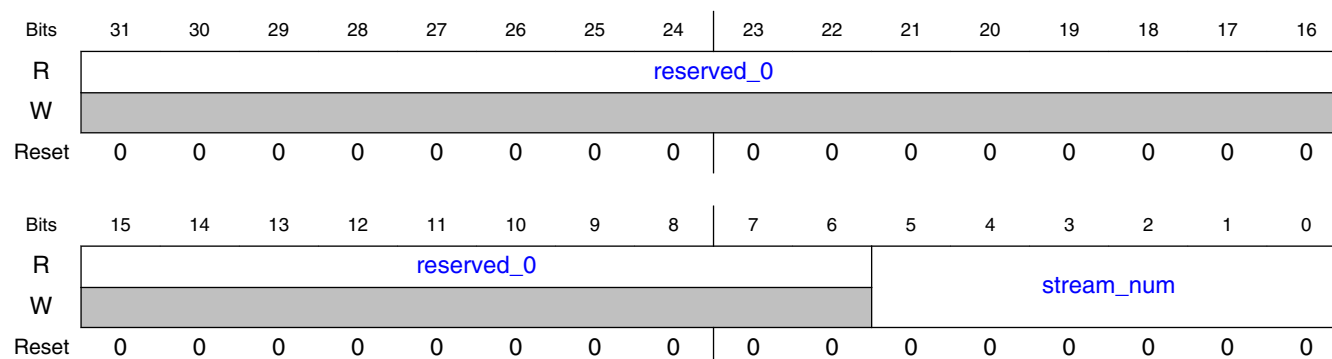 Bits 31 30 29 28 27 26 25 24 23 22 21 20 19 18 17 16
R reserved_0
W
Reset 0 0 0 0 0 0 0 0 0 0 0 0 0 0 0 0
Bits 15 14 13 12 11 10 9 8 7 6 5 4 3 2 1 0
R reserved_0 stream_num
W
Reset 0 0 0 0 0 0 0 0 0 0 0 0 0 0 0 0